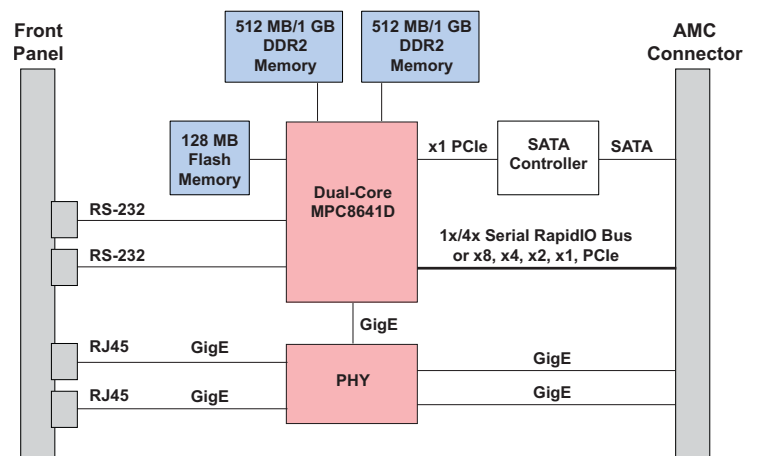 Front
Panel
512 MB/1 GB
DDR2
Memory
512 MB/1 GB
DDR2
Memory
AMC
Connector
128 MB
Flash
Memory
Dual-Core
MPC8641D
x1 PCIe
SATA
Controller
SATA
RS-232
RS-232
1x/4x Serial RapidIO Bus
or x8, x4, x2, x1, PCIe
GigE
RJ45
GigE
PHY
GigE
RJ45
GigE
GigE